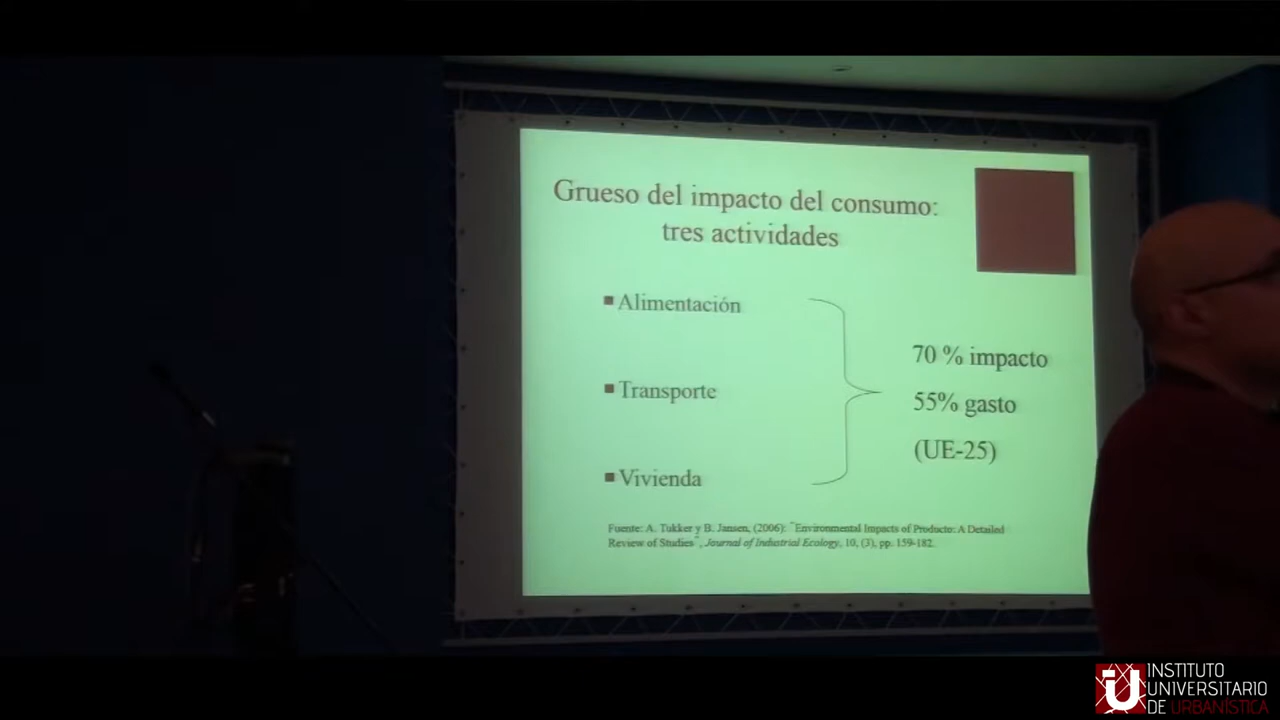 Grueso del impacto del consumo:
tres actividades
Alimentación
Transporte
Vivienda
70 % impacto
55% gasto
(UE-25)
Fuente: A. Tukker y B. Jansen, (2006): ¨Environmental Impacts of Producto: A Detailed
Review of Studies¨, Journal of Industrial Ecology, 10, (3), pp. 159-182.
INSTITUTO
UNIVERSITARIO
DE URBANÍSTICA